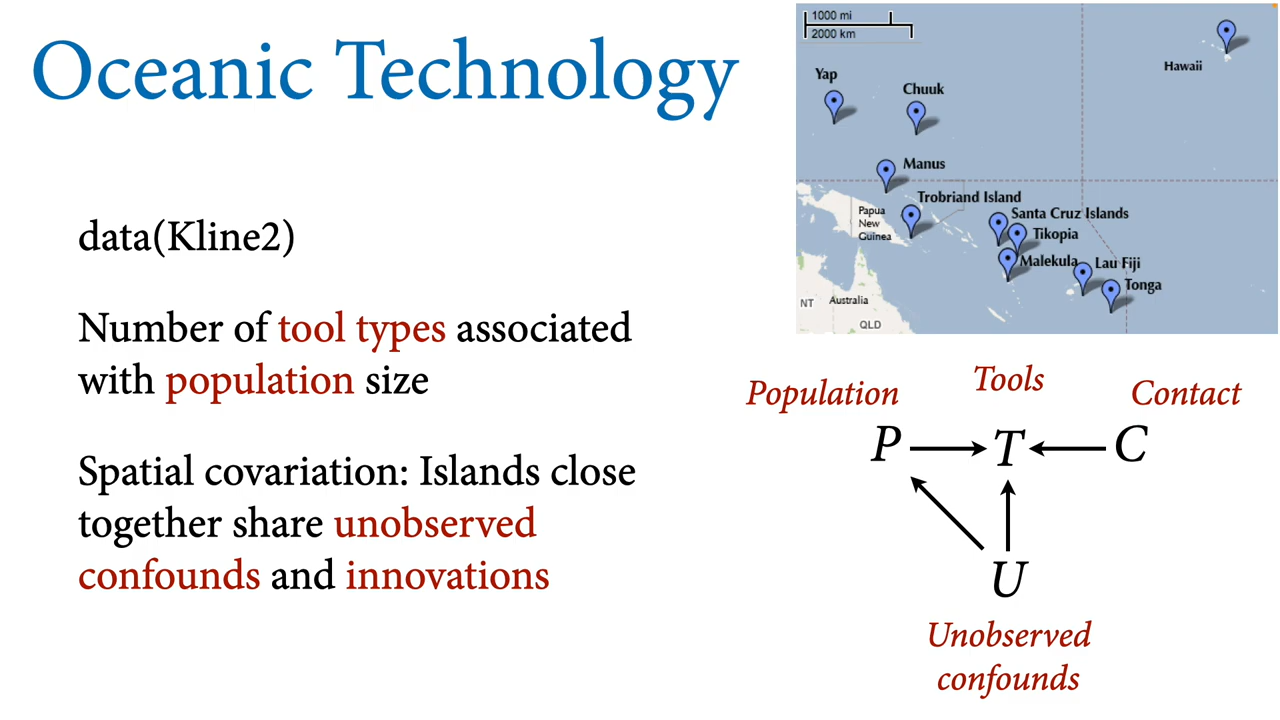 Oceanic Technology
data(Kline2)
Number of tool types associated
with population size
Spatial covariation: Islands close
together share unobserved
confounds and innovations
1000 mi
2000 km
Hawaii
Yap
Chuuk
Manus
Trobriand Island
Papua
New
Guinea
Santa Cruz Islands
Tikopia
Malekula
Lau Fiji
Tonga
NT
Australia
QLD
Population
Tools
Contact
P
T
C
U
Unobserved
confounds